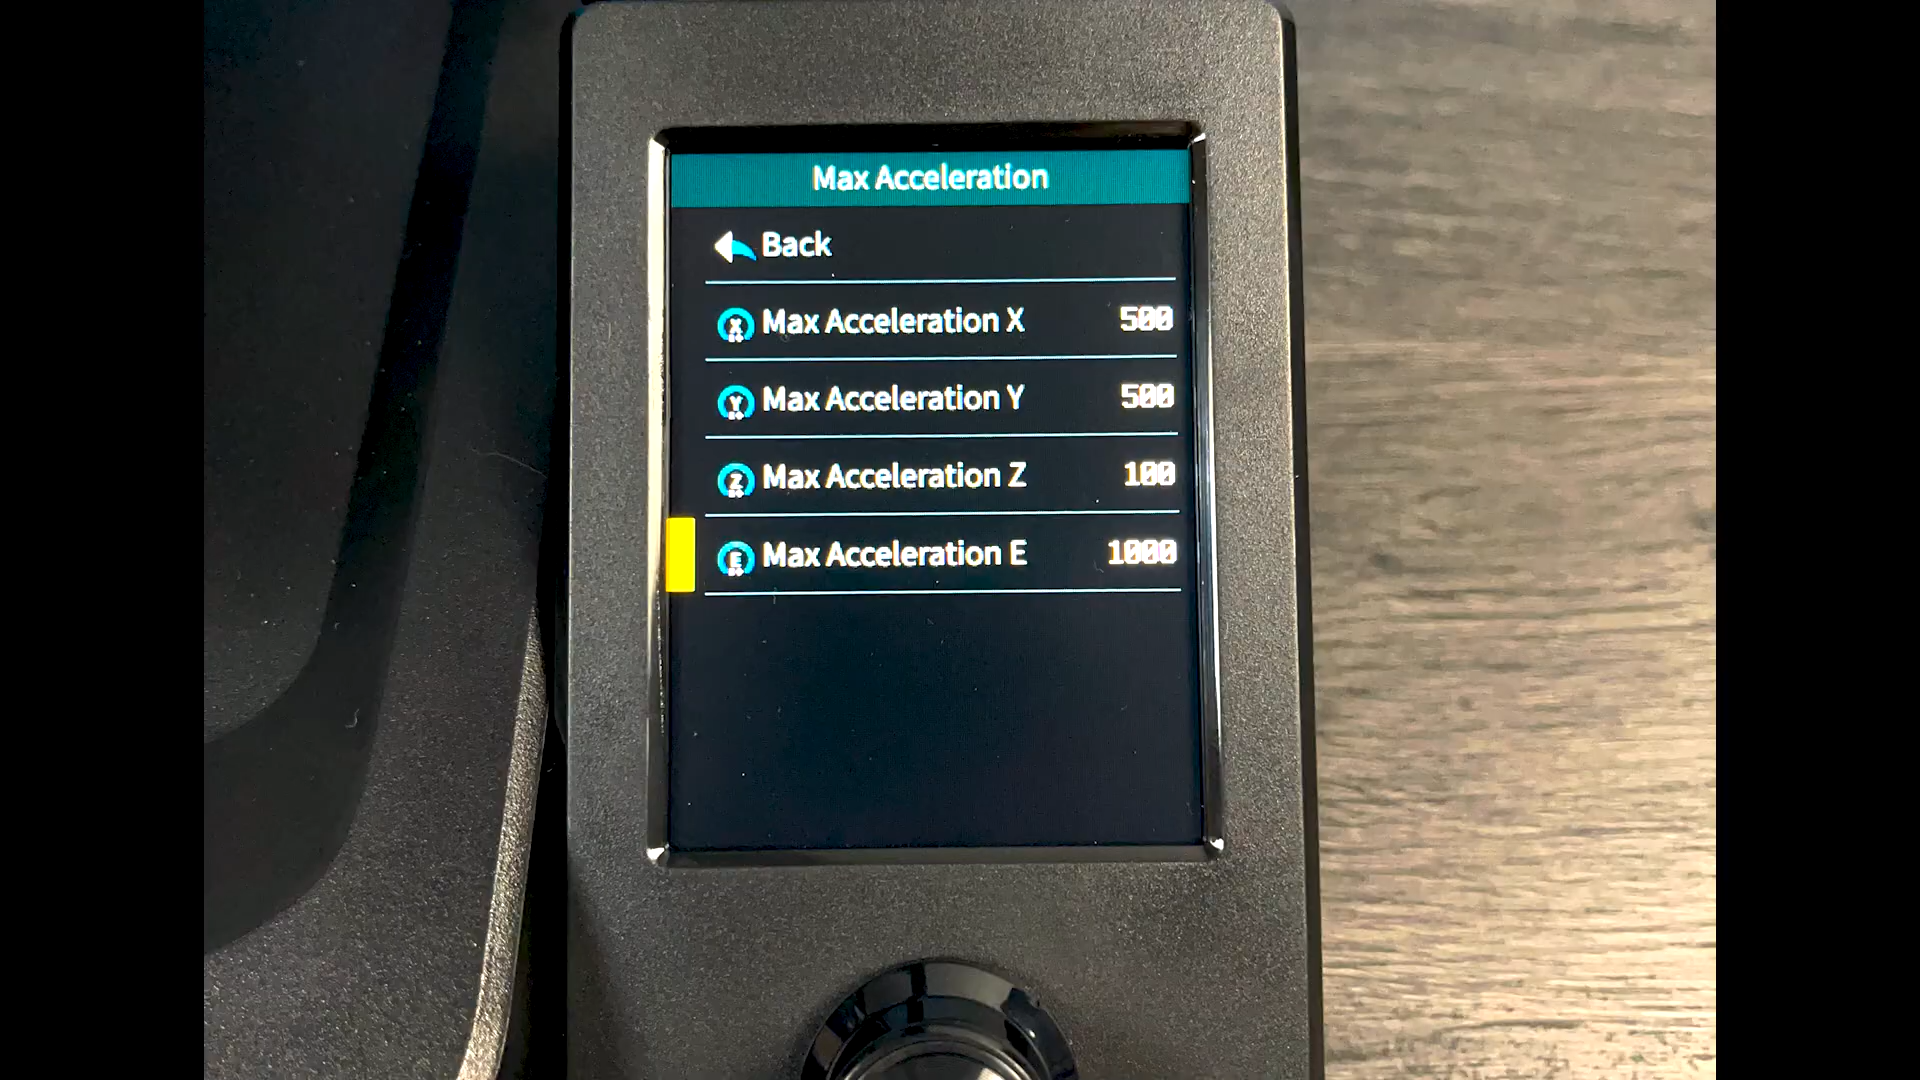 Max Acceleration
Back
X Max Acceleration X 500
Y Max Acceleration Y 500
Z Max Acceleration Z 100
E Max Acceleration E 1000